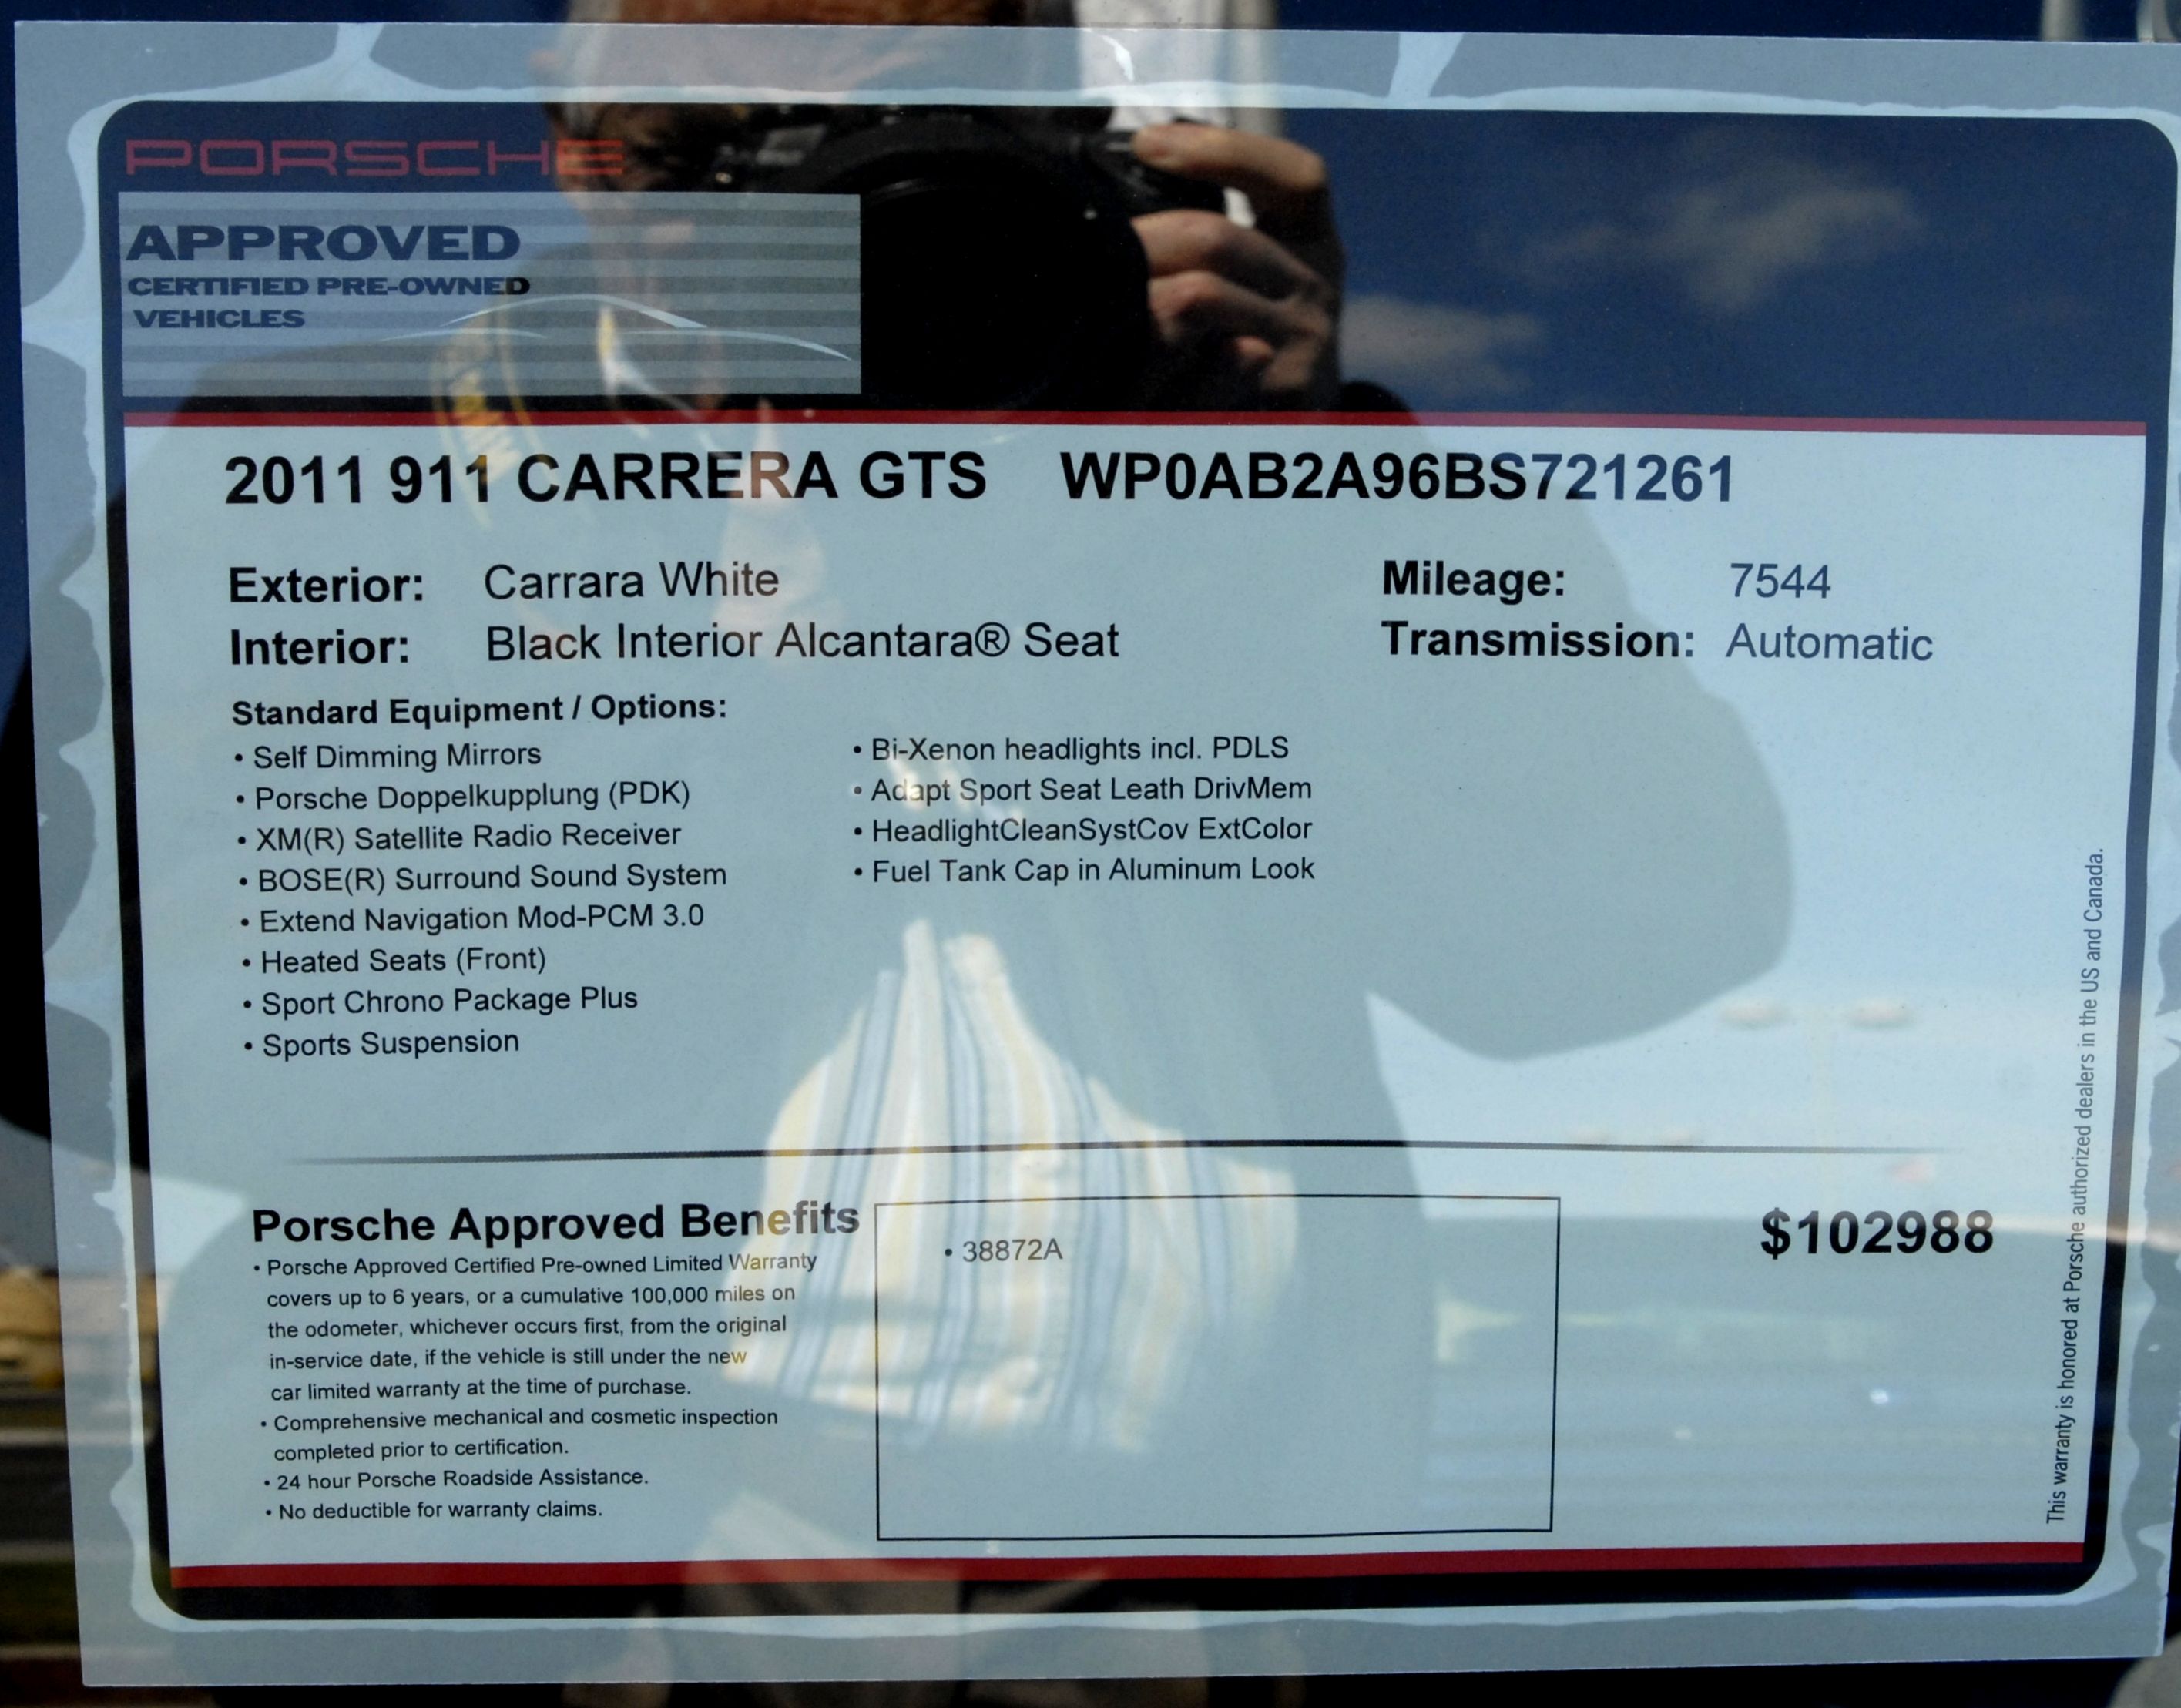 PORSCHE
APPROVED
CERTIFIED PRE-OWNED
VEHICLES
2011 911 CARRERA GTS WP0AB2A96BS721261
Exterior: Carrara White
Mileage: 7544
Interior: Black Interior Alcantara® Seat
Transmission: Automatic
Standard Equipment / Options:
• Self Dimming Mirrors
• Porsche Doppelkupplung (PDK)
• XM(R) Satellite Radio Receiver
• BOSE(R) Surround Sound System
• Extend Navigation Mod-PCM 3.0
• Heated Seats (Front)
• Sport Chrono Package Plus
• Sports Suspension
• Bi-Xenon headlights incl. PDLS
• Adapt Sport Seat Leath DrivMem
• HeadlightCleanSystCov ExtColor
• Fuel Tank Cap in Aluminum Look
Porsche Approved Benefits
• Porsche Approved Certified Pre-owned Limited Warranty
covers up to 6 years, or a cumulative 100,000 miles on
the odometer, whichever occurs first, from the original
in-service date, if the vehicle is still under the new
car limited warranty at the time of purchase.
• Comprehensive mechanical and cosmetic inspection
completed prior to certification.
• 24 hour Porsche Roadside Assistance.
• No deductible for warranty claims.
• 38872A
$102988
This warranty is honored at Porsche authorized dealers in the US and Canada.